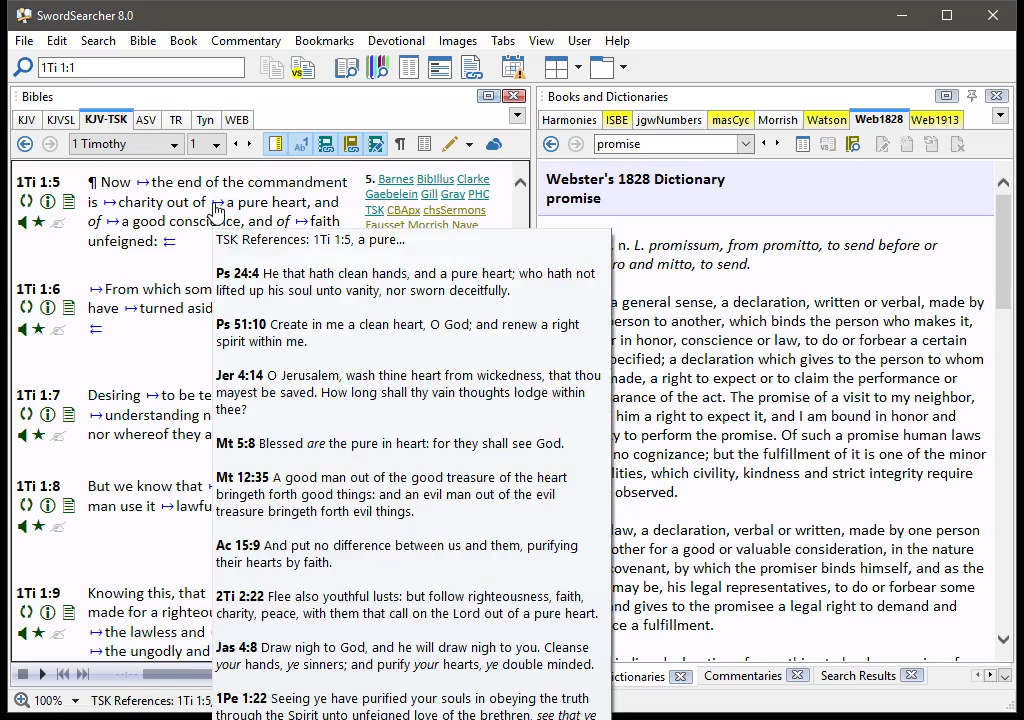 SwordSearcher 8.0
File Edit Search Bible Book Commentary Bookmarks Devotional Images Tabs View User Help
1Ti 1:1
Bibles
KJV KJVSL KJV-TSK ASV TR Tyn WEB
1 Timothy 1
1Ti 1:5 ¶ Now ↦the end of the commandment
is ↦charity out of ↦a pure heart, and
of ↦a good conscience, and of ↦faith
unfeigned:
5. Barnes Bibllius Clarke
Gaebelein Gill Gray PHC
TSK CBApx chsSermons
Fausset Morrish Nave
1Ti 1:6 ↦From which som
have ↦turned asid
1Ti 1:7 Desiring ↦to be te
↦understanding n
nor whereof they a
1Ti 1:8 But we know that
man use it ↦lawfu
1Ti 1:9 Knowing this, that
made for a righteou
↦the lawless and
↦the ungodly and
100% TSK References: 1Ti 1:5,
TSK References: 1Ti 1:5, a pure...
Ps 24:4 He that hath clean hands, and a pure heart; who hath not
lifted up his soul unto vanity, nor sworn deceitfully.
Ps 51:10 Create in me a clean heart, O God; and renew a right
spirit within me.
Jer 4:14 O Jerusalem, wash thine heart from wickedness, that thou
mayest be saved. How long shall thy vain thoughts lodge within
thee?
Mt 5:8 Blessed are the pure in heart: for they shall see God.
Mt 12:35 A good man out of the good treasure of the heart
bringeth forth good things: and an evil man out of the evil
treasure bringeth forth evil things.
Ac 15:9 And put no difference between us and them, purifying
their hearts by faith.
2Ti 2:22 Flee also youthful lusts: but follow righteousness, faith,
charity, peace, with them that call on the Lord out of a pure heart.
Jas 4:8 Draw nigh to God, and he will draw nigh to you. Cleanse
your hands, ye sinners; and purify your hearts, ye double minded.
1Pe 1:22 Seeing ye have purified your souls in obeying the truth
through the Spirit unto unfeigned love of the brethren, see that ye
Books and Dictionaries
Harmonies ISBE jgwNumbers masCyc Morrish Watson Web1828 Web1913
promise
Webster's 1828 Dictionary
promise
, n. L. promissum, from promitto, to send before or
ro and mitto, to send.
a general sense, a declaration, written or verbal, made by
erson to another, which binds the person who makes it,
r in honor, conscience or law, to do or forbear a certain
ecified; a declaration which gives to the person to whom
nade, a right to expect or to claim the performance or
arance of the act. The promise of a visit to my neighbor,
him a right to expect it, and I am bound in honor and
y to perform the promise. Of such a promise human laws
no cognizance; but the fulfillment of it is one of the minor
lities, which civility, kindness and strict integrity require
observed.
law, a declaration, verbal or written, made by one person
other for a good or valuable consideration, in the nature
ovenant, by which the promiser binds himself, and as the
may be, his legal representatives, to do or forbear some
nd gives to the promisee a legal right to demand and
ce a fulfillment.
ictionaries Commentaries Search Results